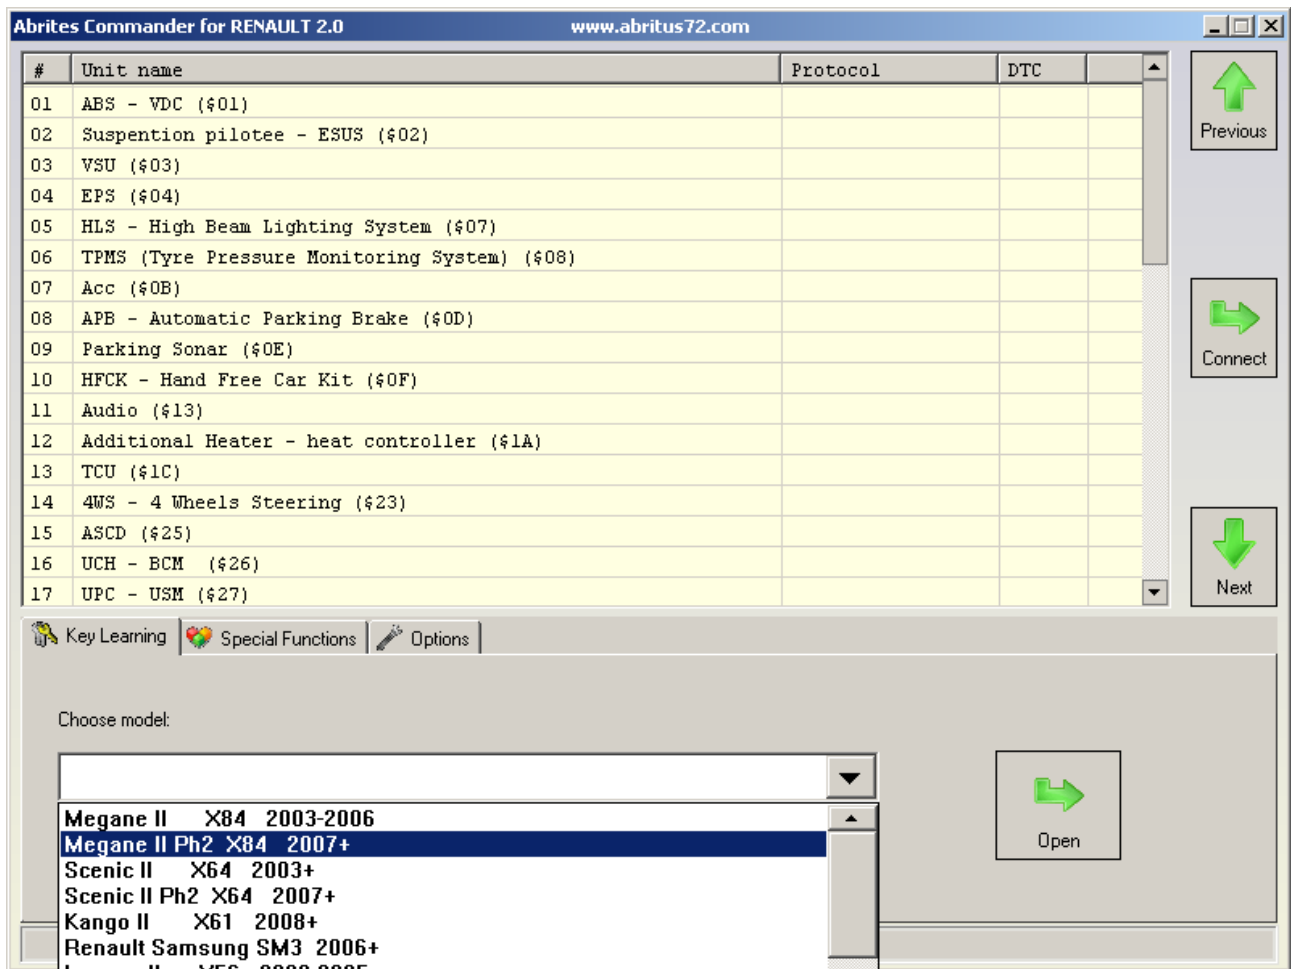 Abrites Commander for RENAULT 2.0 www.abritus72.com
# Unit name Protocol DTC
01 ABS - VDC ($01)
02 Suspention pilotee - ESUS ($02)
03 VSU ($03)
04 EPS ($04)
05 HLS - High Beam Lighting System ($07)
06 TPMS (Tyre Pressure Monitoring System) ($08)
07 Acc ($0B)
08 APB - Automatic Parking Brake ($0D)
09 Parking Sonar ($0E)
10 HFCK - Hand Free Car Kit ($0F)
11 Audio ($13)
12 Additional Heater - heat controller ($1A)
13 TCU ($1C)
14 4WS - 4 Wheels Steering ($23)
15 ASCD ($25)
16 UCH - BCM ($26)
17 UPC - USM ($27)
Previous
Connect
Next
Key Learning Special Functions Options
Choose model:
Megane II X84 2003-2006
Megane II Ph2 X84 2007+
Scenic II X64 2003+
Scenic II Ph2 X64 2007+
Kango II X61 2008+
Renault Samsung SM3 2006+
Open